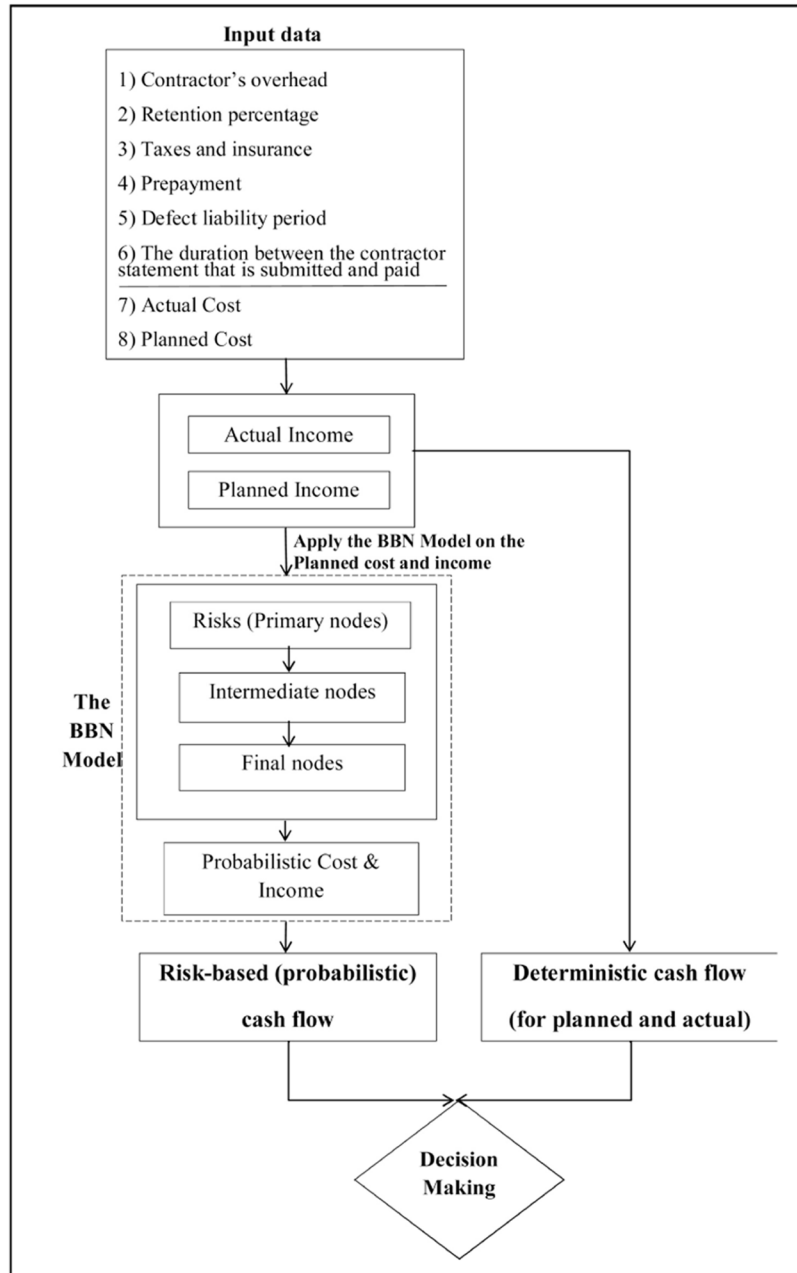 Input data
1) Contractor's overhead
2) Retention percentage
3) Taxes and insurance
4) Prepayment
5) Defect liability period
6) The duration between the contractor
statement that is submitted and paid
7) Actual Cost
8) Planned Cost
Actual Income
Planned Income
Apply the BBN Model on the
Planned cost and income
The
BBN
Model
Risks (Primary nodes)
Intermediate nodes
Final nodes
Probabilistic Cost &
Income
Risk-based (probabilistic)
cash flow
Deterministic cash flow
(for planned and actual)
Decision
Making